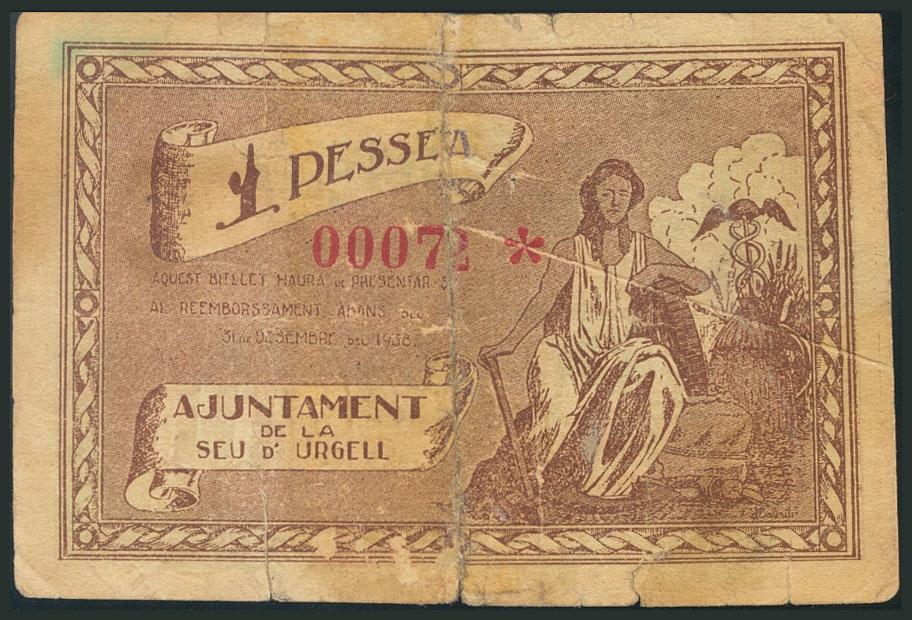 1 PESSETA
00072 *
AQUEST BITLLET HAURA DE PRESENTAR S
AL REEMBORSSAMENT ABANS DEL
31 DE DESEMBRE DEL 1938.
AJUNTAMENT
DE LA
SEU D' URGELL